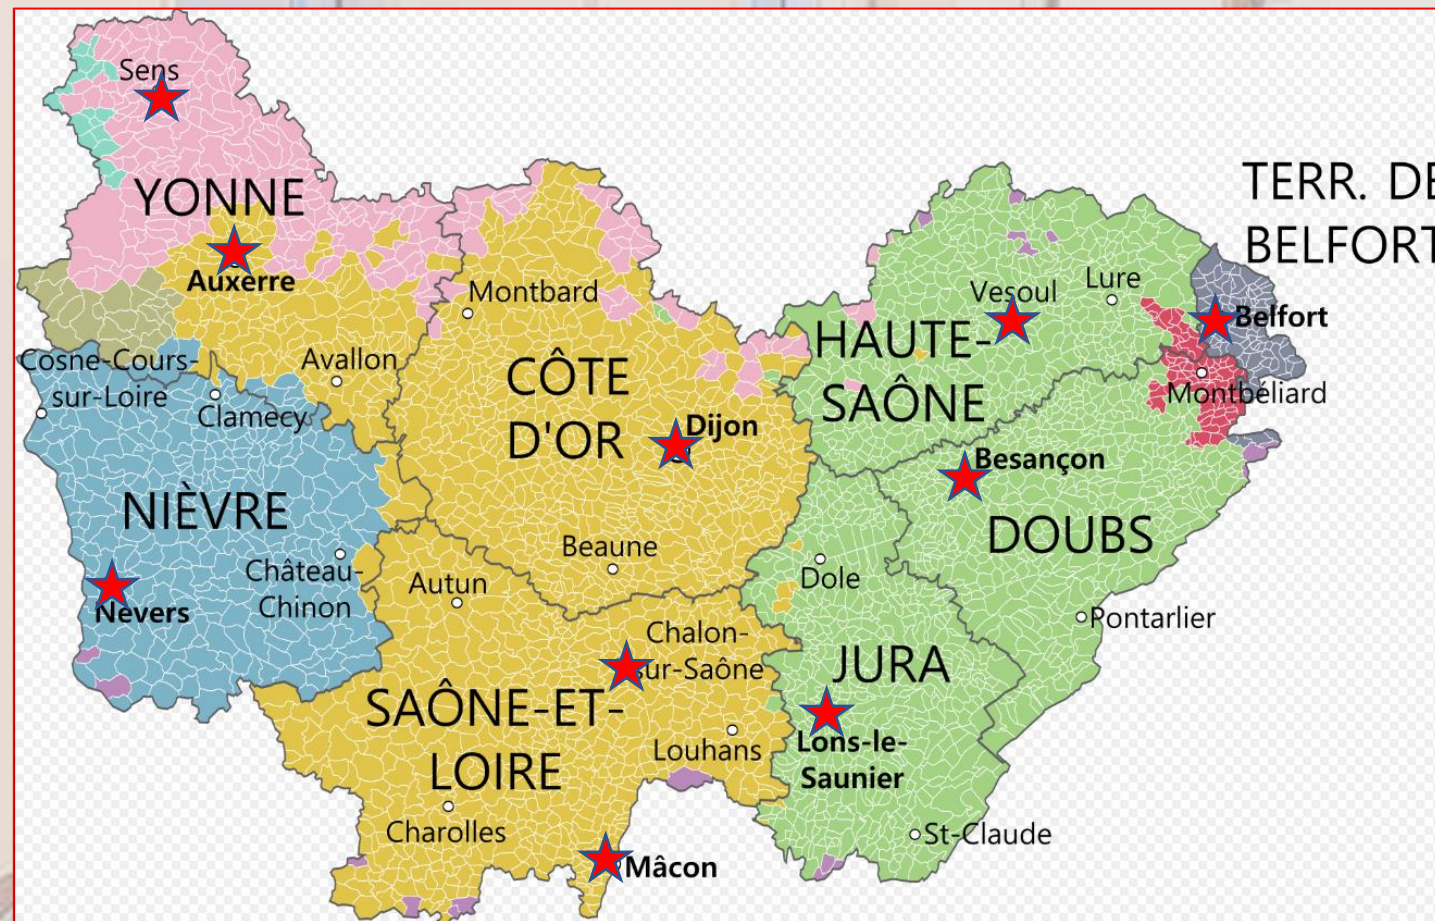 Sens
YONNE
Auxerre
TERR. DE
BELFORT
Montbard
Vesoul
Lure
Belfort
HAUTE-
SAÔNE
Cosne-Cours-
sur-Loire
Avallon
Clamecy
CÔTE
D'OR
Montbéliard
Dijon
Besançon
NIÈVRE
DOUBS
Beaune
Château-
Chinon
Autun
Dole
Nevers
Pontarlier
Chalon-
sur-Saône
JURA
SAÔNE-ET-
LOIRE
Louhans
Lons-le-
Saunier
Charolles
St-Claude
Mâcon